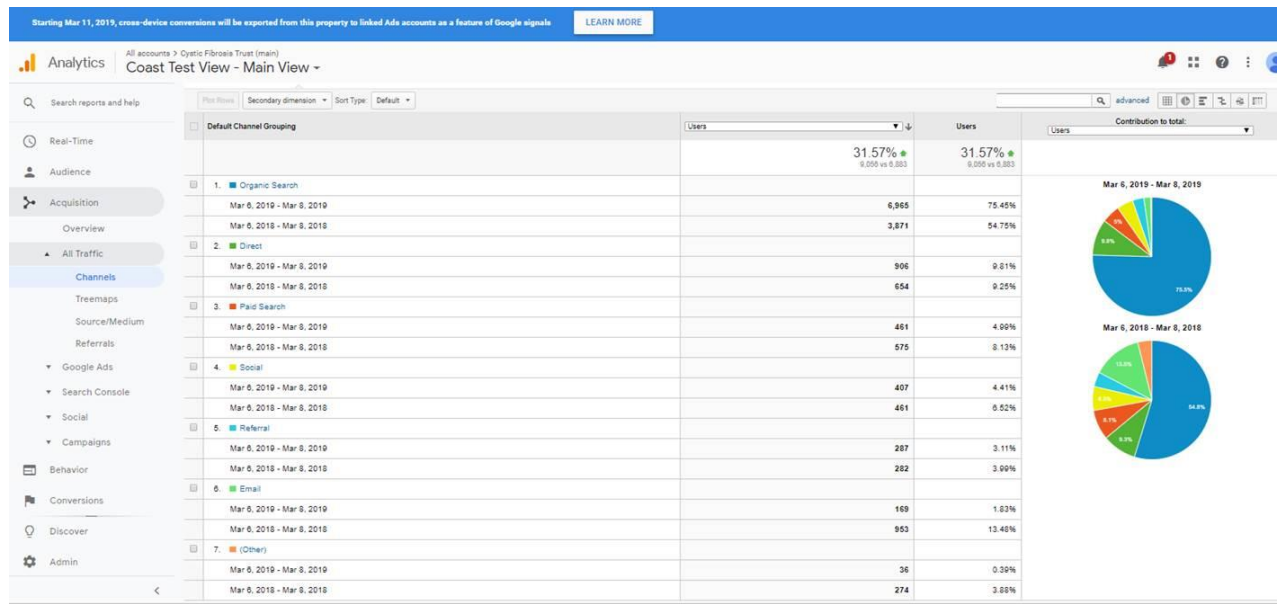 Starting Mar 11, 2019, cross-device conversions will be exported from this property to linked Ads accounts as a feature of Google signals LEARN MORE
Analytics
All accounts > Cystic Fibrosis Trust (main)
Coast Test View - Main View
1
Search reports and help
Real-Time
Audience
Acquisition
Overview
All Traffic
Channels
Treemaps
Source/Medium
Referrals
Google Ads
Search Console
Social
Campaigns
Behavior
Conversions
Discover
Admin
Plot Rows Secondary dimension Sort Type: Default advanced
Default Channel Grouping Users Users Contribution to total: Users
31.57% 31.57%
9,056 vs 6,883 9,056 vs 6,883
1. Organic Search
Mar 6, 2019 - Mar 8, 2019 6,965 75.45%
Mar 6, 2018 - Mar 8, 2018 3,871 54.75%
2. Direct
Mar 6, 2019 - Mar 8, 2019 906 9.81%
Mar 6, 2018 - Mar 8, 2018 654 9.25%
3. Paid Search
Mar 6, 2019 - Mar 8, 2019 461 4.99%
Mar 6, 2018 - Mar 8, 2018 575 8.13%
4. Social
Mar 6, 2019 - Mar 8, 2019 407 4.41%
Mar 6, 2018 - Mar 8, 2018 461 6.52%
5. Referral
Mar 6, 2019 - Mar 8, 2019 287 3.11%
Mar 6, 2018 - Mar 8, 2018 282 3.99%
6. Email
Mar 6, 2019 - Mar 8, 2019 169 1.83%
Mar 6, 2018 - Mar 8, 2018 953 13.48%
7. (Other)
Mar 6, 2019 - Mar 8, 2019 36 0.39%
Mar 6, 2018 - Mar 8, 2018 274 3.88%
Mar 6, 2019 - Mar 8, 2019
5%
9.8%
75.5%
Mar 6, 2018 - Mar 8, 2018
13.5%
54.8%
6.5%
8.1%
9.3%